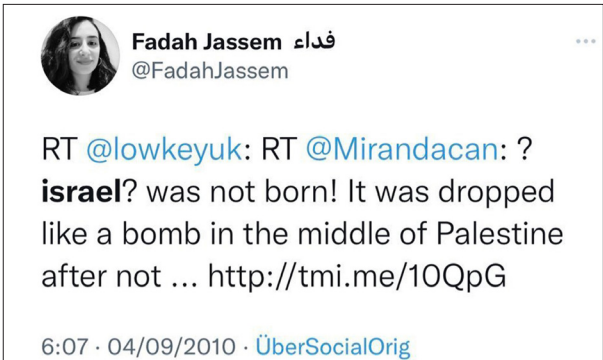 Fadah Jassem فداء
@FadahJassem
RT @lowkeyuk: RT @Mirandacan: ?
israel? was not born! It was dropped
like a bomb in the middle of Palestine
after not ... http://tmi.me/10QpG
6:07 · 04/09/2010 · ÜberSocialOrig